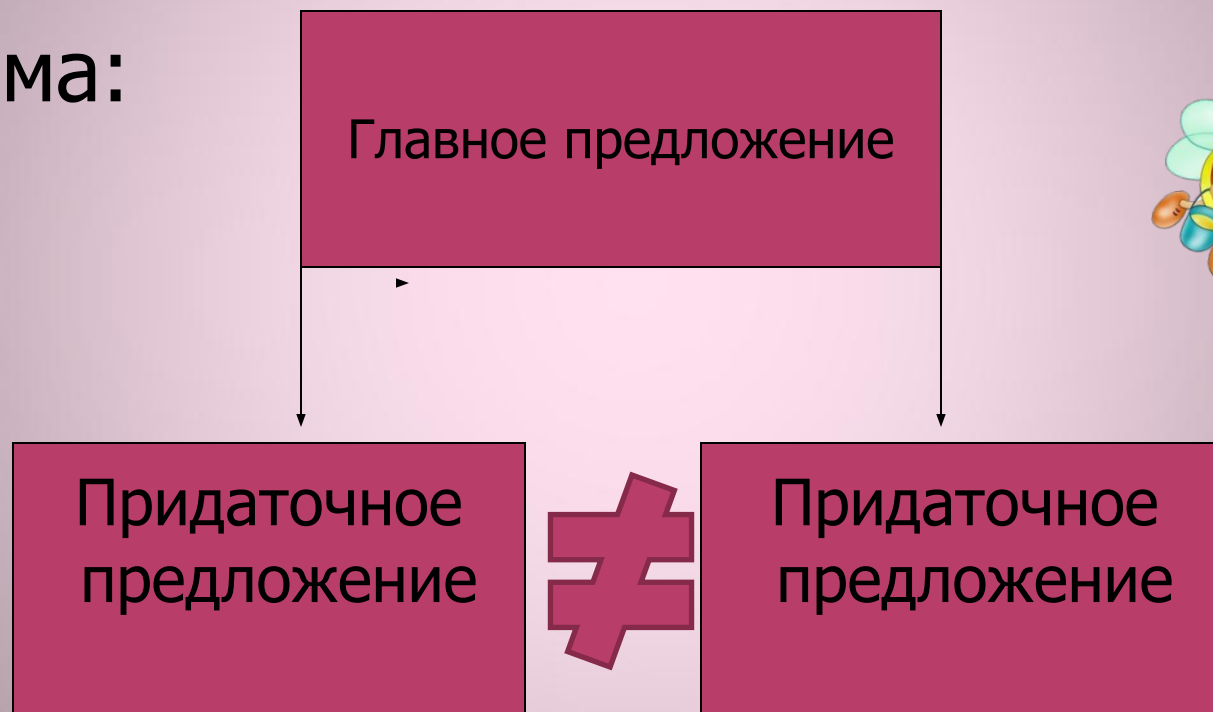 ма:
Главное предложение
Придаточное
предложение
≠
Придаточное
предложение